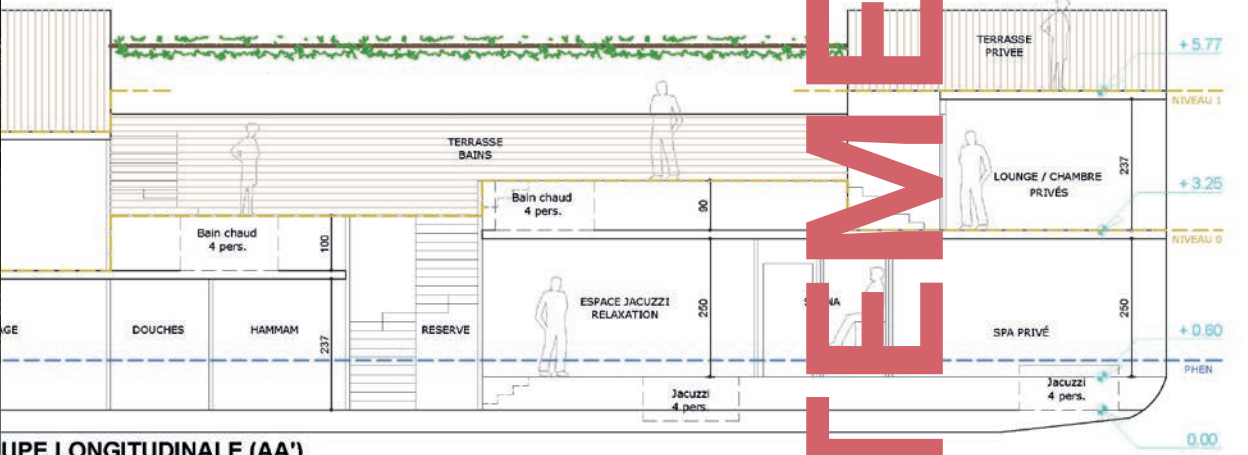 TERRASSE
PRIVEE
+ 5.77
NIVEAU 1
TERRASSE
BAINS
LOUNGE / CHAMBRE
PRIVÉS
237
+ 3.25
Bain chaud
4 pers.
90
Bain chaud
4 pers.
100
NIVEAU 0
ESPACE JACUZZI
RELAXATION
250
250
AGE
DOUCHES
HAMMAM
237
RESERVE
SPA PRIVÉ
+ 0.60
PHEN
Jacuzzi
4 pers.
Jacuzzi
4 pers.
0.00
UPE LONGITUDINALE (AA')
TEME